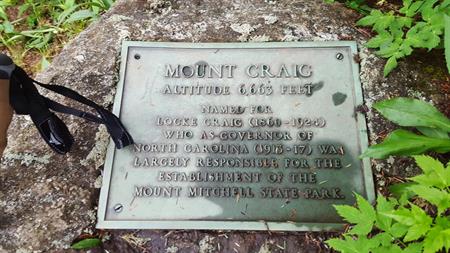 MOUNT CRAIG
ALTITUDE 6,663 FEET
NAMED FOR
LOCKE CRAIG (1860-1924)
WHO AS GOVERNOR OF
NORTH CAROLINA (1913-17) WAS
LARGELY RESPONSIBLE FOR THE
ESTABLISHMENT OF THE
MOUNT MITCHELL STATE PARK.